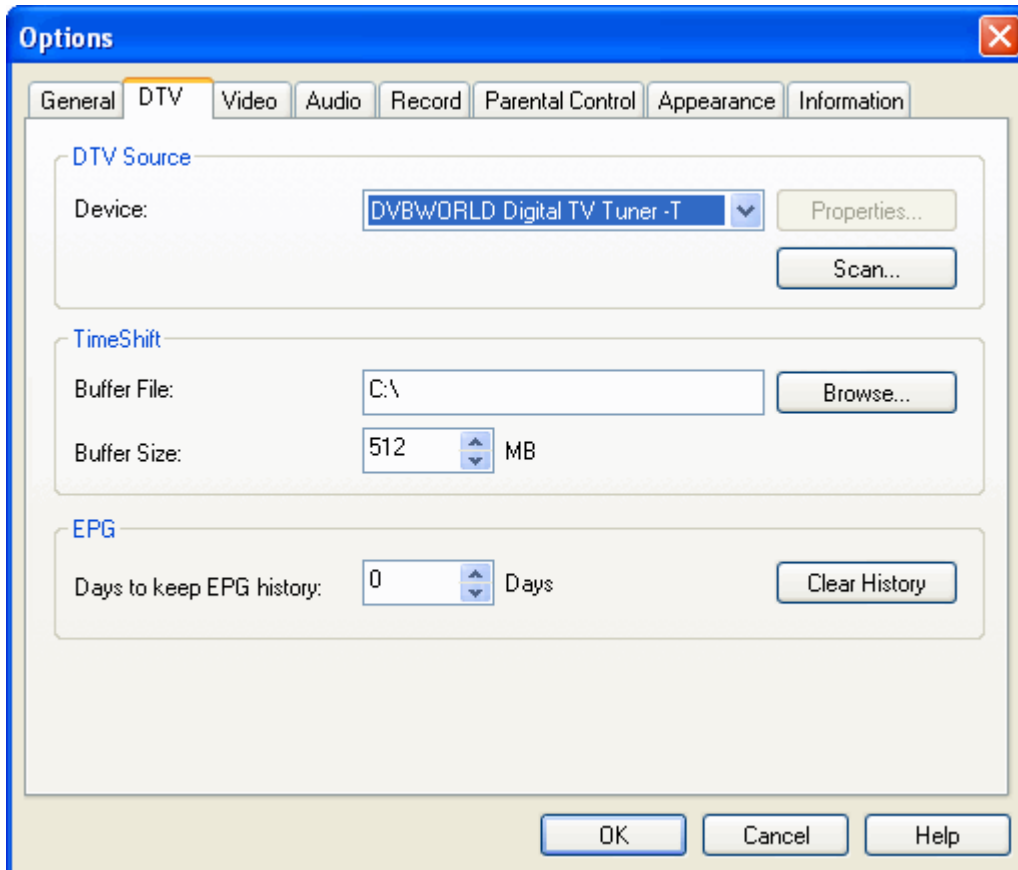 Options
General DTV Video Audio Record Parental Control Appearance Information
DTV Source
Device: DVBWORLD Digital TV Tuner -T Properties...
Scan...
TimeShift
Buffer File: C:\ Browse...
Buffer Size: 512 MB
EPG
Days to keep EPG history: 0 Days Clear History
OK Cancel Help